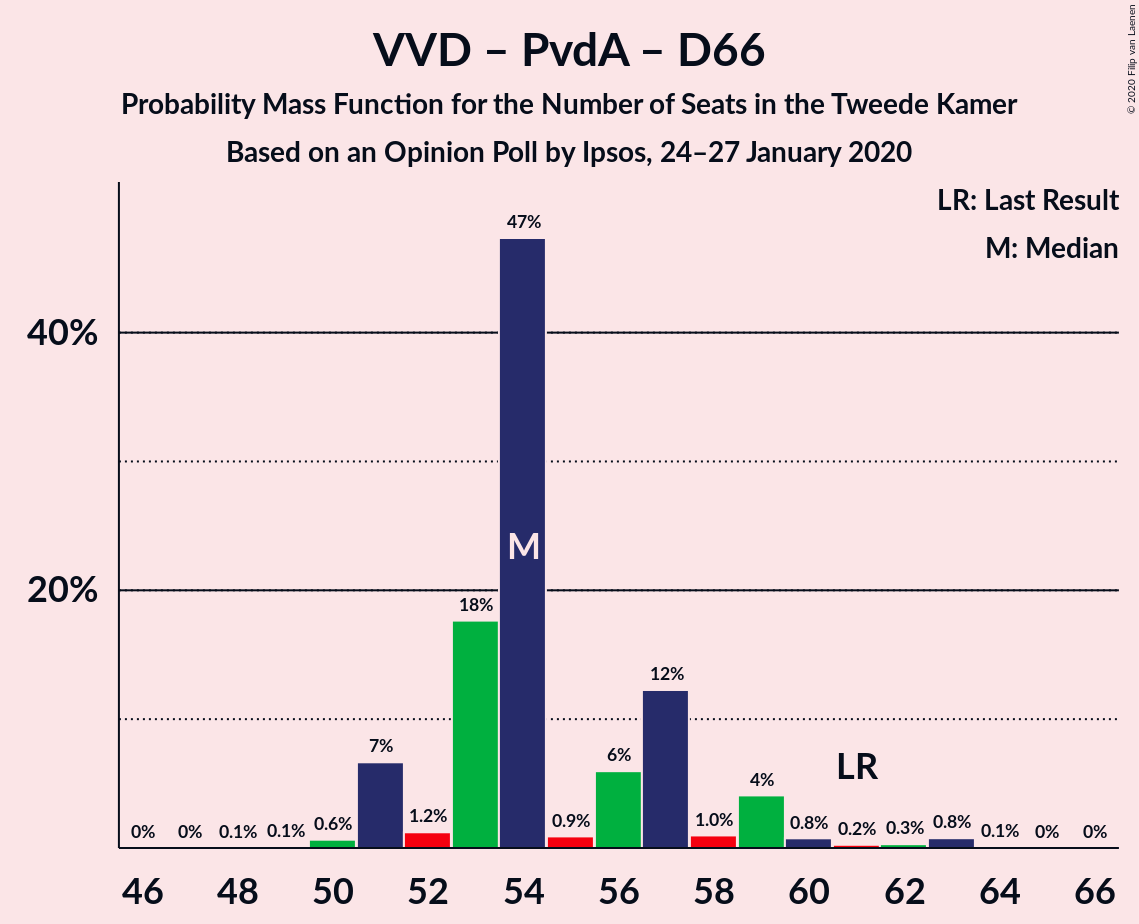 VVD – PvdA – D66
Probability Mass Function for the Number of Seats in the Tweede Kamer
Based on an Opinion Poll by Ipsos, 24–27 January 2020
© 2020 Filip van Laenen
LR: Last Result
M: Median
40%
20%
0% 0% 0.1% 0.1% 0.6% 7% 1.2% 18% 47% 0.9% 6% 12% 1.0% 4% 0.8% 0.2% 0.3% 0.8% 0.1% 0% 0%
M
LR
46 48 50 52 54 56 58 60 62 64 66